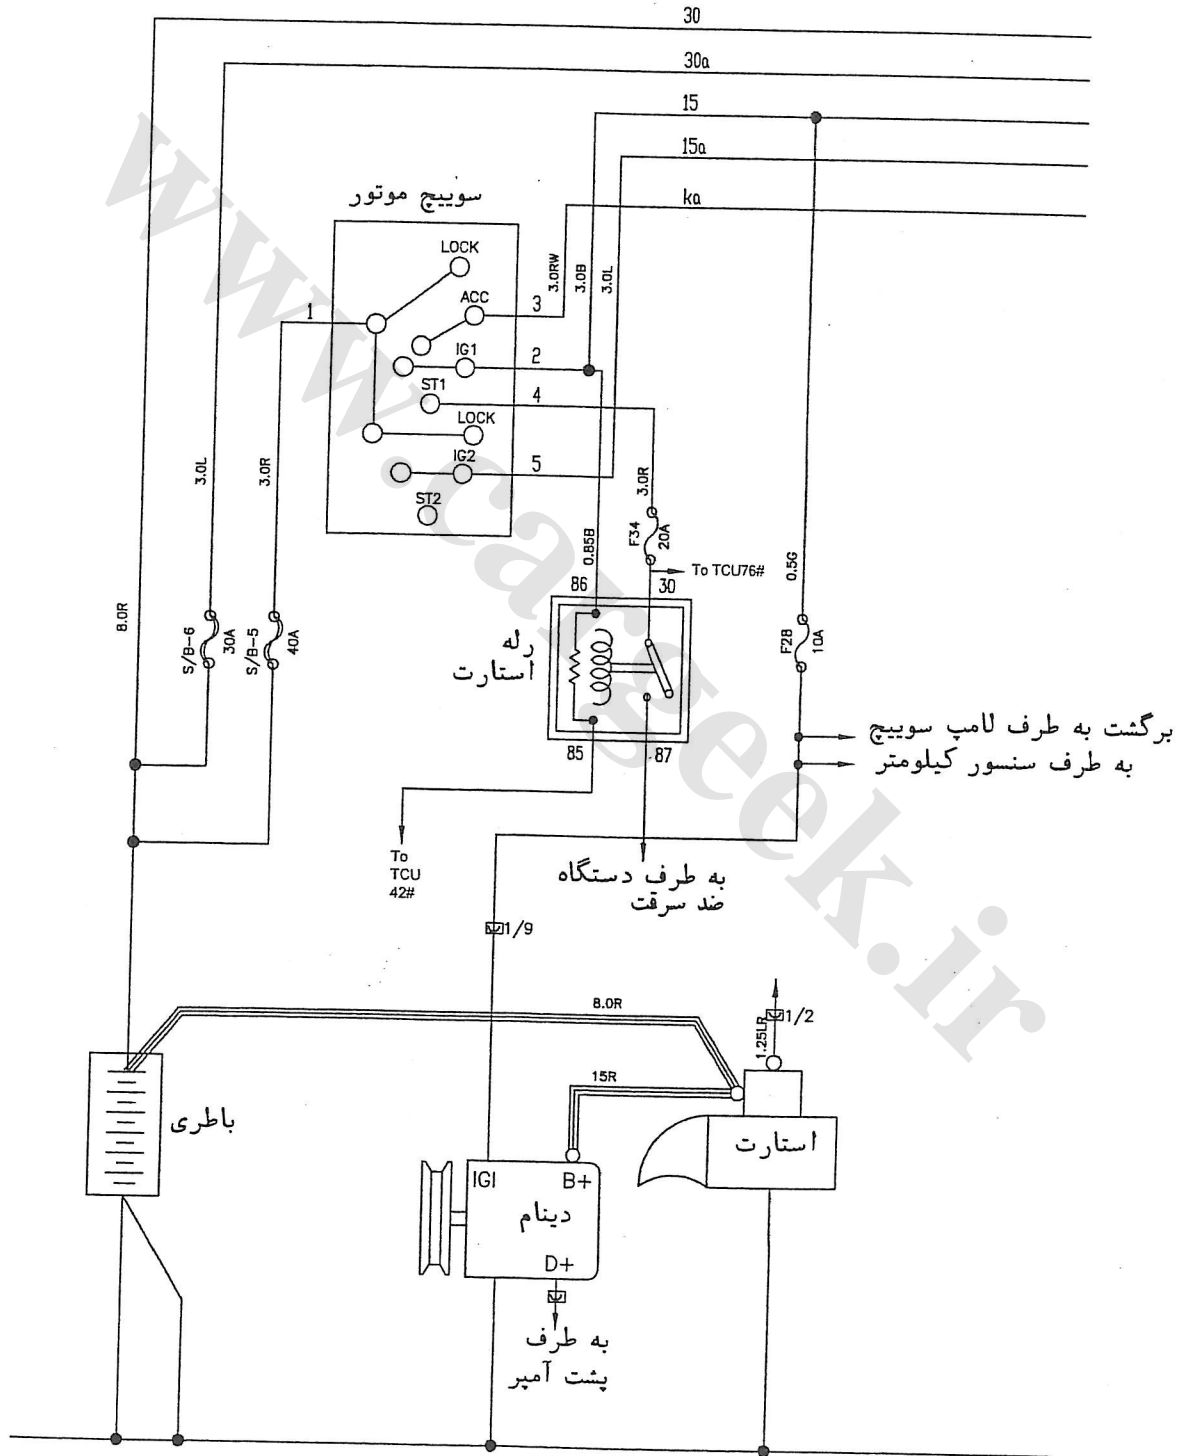 30
30a
15
15a
ka
سوییچ موتور
LOCK
ACC
3
3.0RW
3.0B
3.0L
1
IG1
2
ST1
4
LOCK
IG2
5
ST2
3.0L
3.0R
3.0R
F34
20A
To TCU76#
0.85B
0.5G
86
30
8.0R
S/B-6
30A
S/B-5
40A
رله
استارت
F28
10A
85
87
برگشت به طرف لامپ سوییچ
به طرف سنسور کیلومتر
To
TCU
42#
به طرف دستگاه
ضد سرقت
1/9
8.0R
1.25LR
1/2
15R
باطری
استارت
IGI
B+
دینام
D+
به طرف
پشت آمپر
www.cargeek.ir